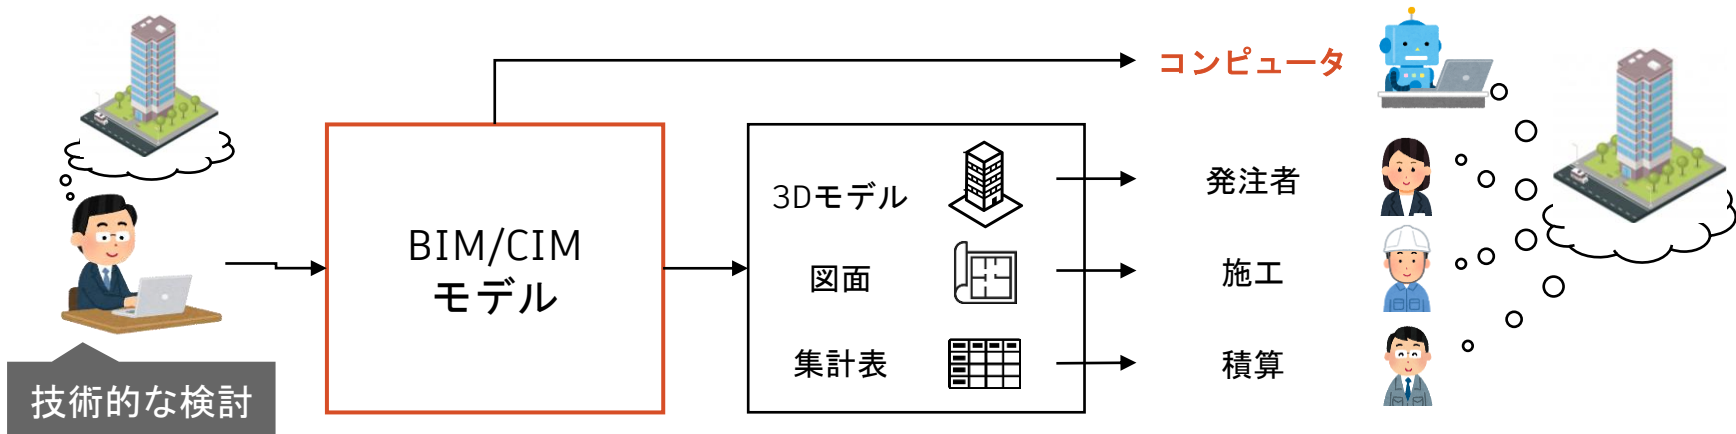 コンピュータ
BIM/CIM
モデル
3Dモデル
発注者
図面
施工
集計表
積算
技術的な検討